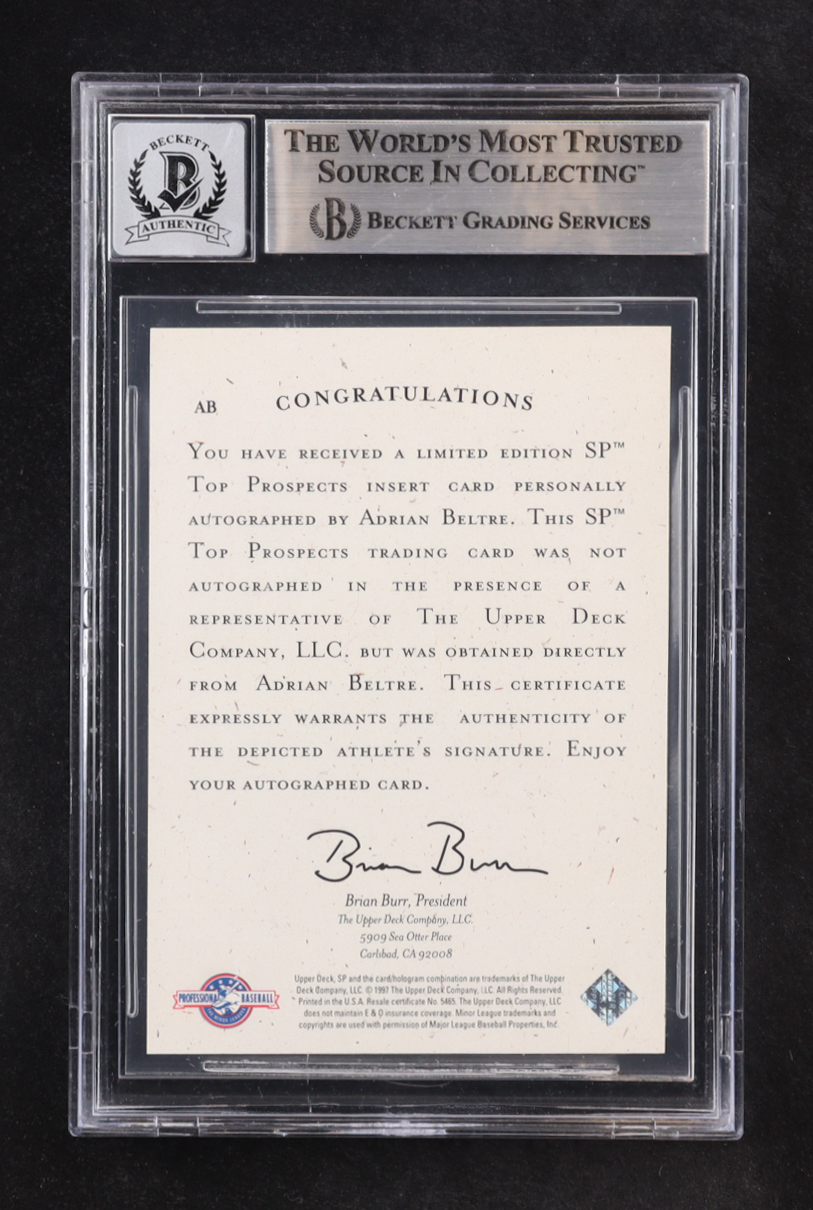 BECKETT
B
AUTHENTIC
THE WORLD'S MOST TRUSTED
SOURCE IN COLLECTING™
B BECKETT GRADING SERVICES
AB CONGRATULATIONS
YOU HAVE RECEIVED A LIMITED EDITION SP™
TOP PROSPECTS INSERT CARD PERSONALLY
AUTOGRAPHED BY ADRIAN BELTRE. THIS SP™
TOP PROSPECTS TRADING CARD WAS NOT
AUTOGRAPHED IN THE PRESENCE OF A
REPRESENTATIVE OF THE UPPER DECK
COMPANY, LLC. BUT WAS OBTAINED DIRECTLY
FROM ADRIAN BELTRE. THIS CERTIFICATE
EXPRESSLY WARRANTS THE AUTHENTICITY OF
THE DEPICTED ATHLETE'S SIGNATURE. ENJOY
YOUR AUTOGRAPHED CARD.
Brian Burr
Brian Burr, President
The Upper Deck Company, LLC.
5909 Sea Otter Place
Carlsbad, CA 92008
Upper Deck, SP and the card/hologram combination are trademarks of The Upper
Deck Company, LLC. © 1997 The Upper Deck Company, LLC. All Rights Reserved.
Printed in the U.S.A. Resale certificate No. 5465. The Upper Deck Company, LLC
does not maintain E & O insurance coverage. Minor League trademarks and
copyrights are used with permission of Major League Baseball Properties, Inc.
PROFESSIONAL BASEBALL